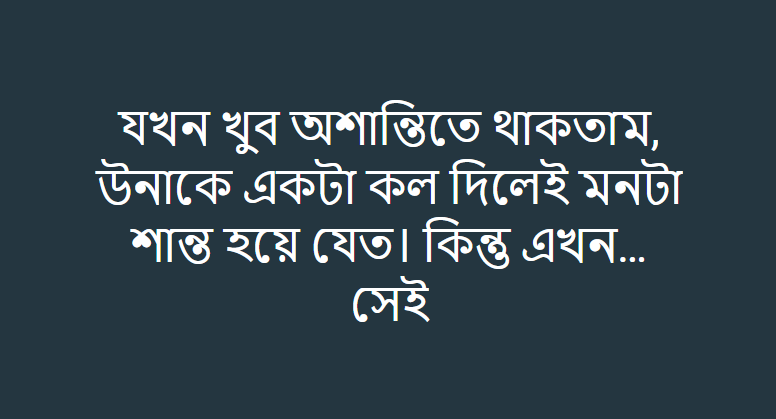 যখন খুব অশান্তিতে থাকতাম,
উনাকে একটা কল দিলেই মনটা
শান্ত হয়ে যেত। কিন্তু এখন...
সেই